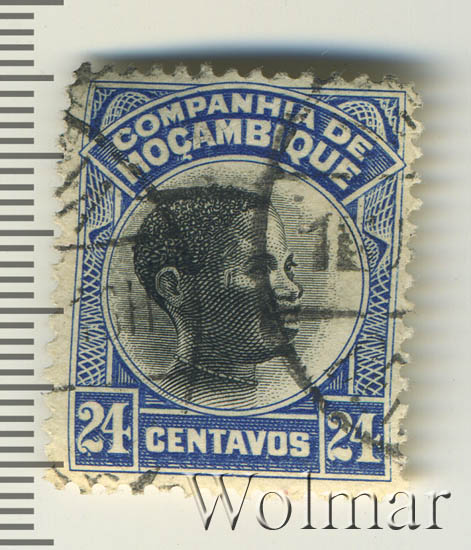 COMPANHIA DE
MOÇAMBIQUE
24 CENTAVOS 24
Wolmar